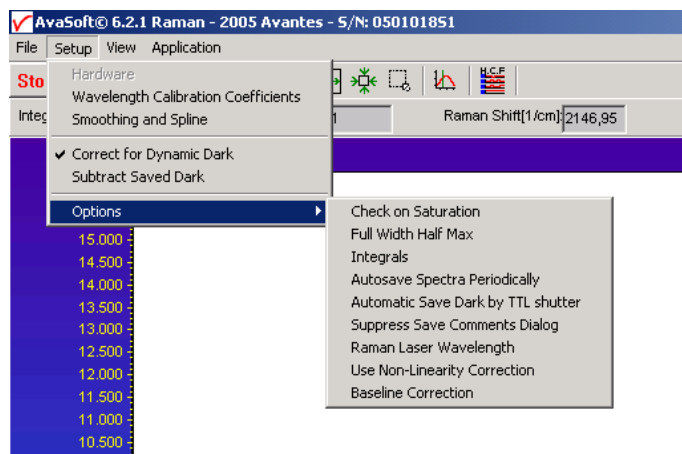 AvaSoft© 6.2.1 Raman - 2005 Avantes - S/N: 0501018S1
File Setup View Application
Sto
H.C.F
Hardware
Wavelength Calibration Coefficients
Smoothing and Spline
Correct for Dynamic Dark
Subtract Saved Dark
Options
Integ
1
Raman Shift[1/cm]: 2146,95
Check on Saturation
Full Width Half Max
Integrals
Autosave Spectra Periodically
Automatic Save Dark by TTL shutter
Suppress Save Comments Dialog
Raman Laser Wavelength
Use Non-Linearity Correction
Baseline Correction
15.000
14.500
14.000
13.500
13.000
12.500
12.000
11.500
11.000
10.500